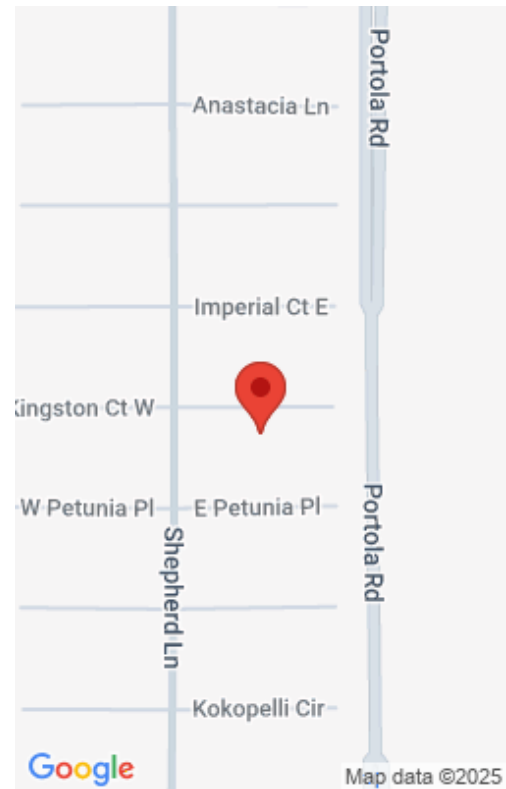 Portola Rd
Anastacia Ln
Imperial Ct E
Kingston Ct W
W Petunia Pl
E Petunia Pl
Portola Rd
Shepherd Ln
Kokopelli Cir
Google
Map data ©2025